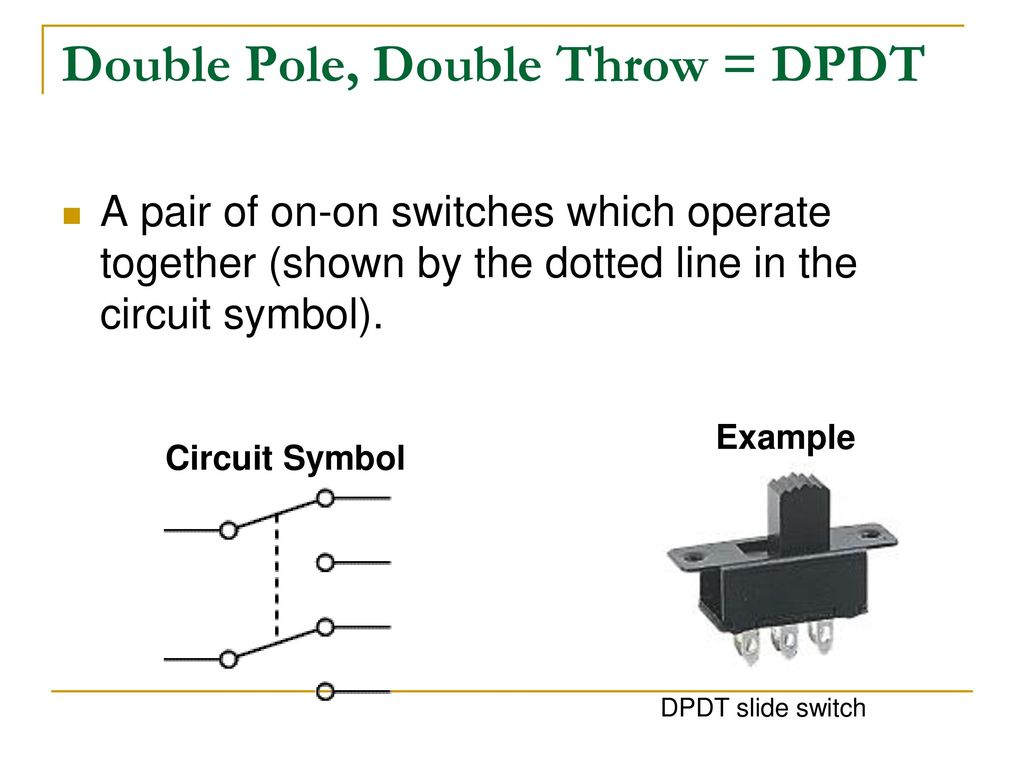 Double Pole, Double Throw = DPDT
A pair of on-on switches which operate
together (shown by the dotted line in the
circuit symbol).
Circuit Symbol
Example
DPDT slide switch